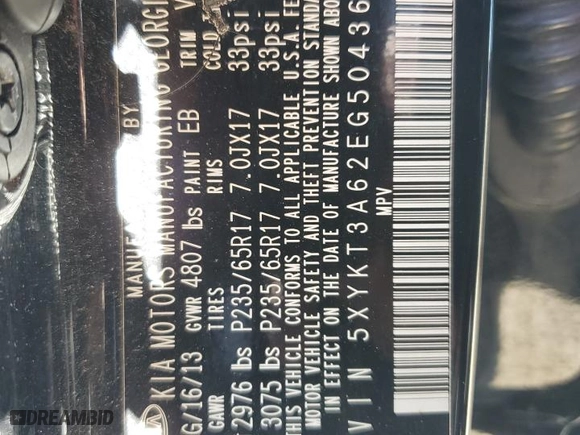 MANUF BY
KIA MOTORS MANUFACTURING GEORGI
G/16/13 GVWR 4807 lbs PAINT EB TRIM V
GAWR TIRES RIMS COLD
2976 lbs P235/65R17 7.0JX17 33psi
3075 lbs P235/65R17 7.0JX17 33psi
THIS VEHICLE CONFORMS TO ALL APPLICABLE U.S.A FE
MOTOR VEHICLE SAFETY AND THEFT PREVENTION STANDA
IN EFFECT ON THE DATE OF MANUFACTURE SHOWN ABO
VIN 5XYKT3A62EG50436
MPV
DREAMBID